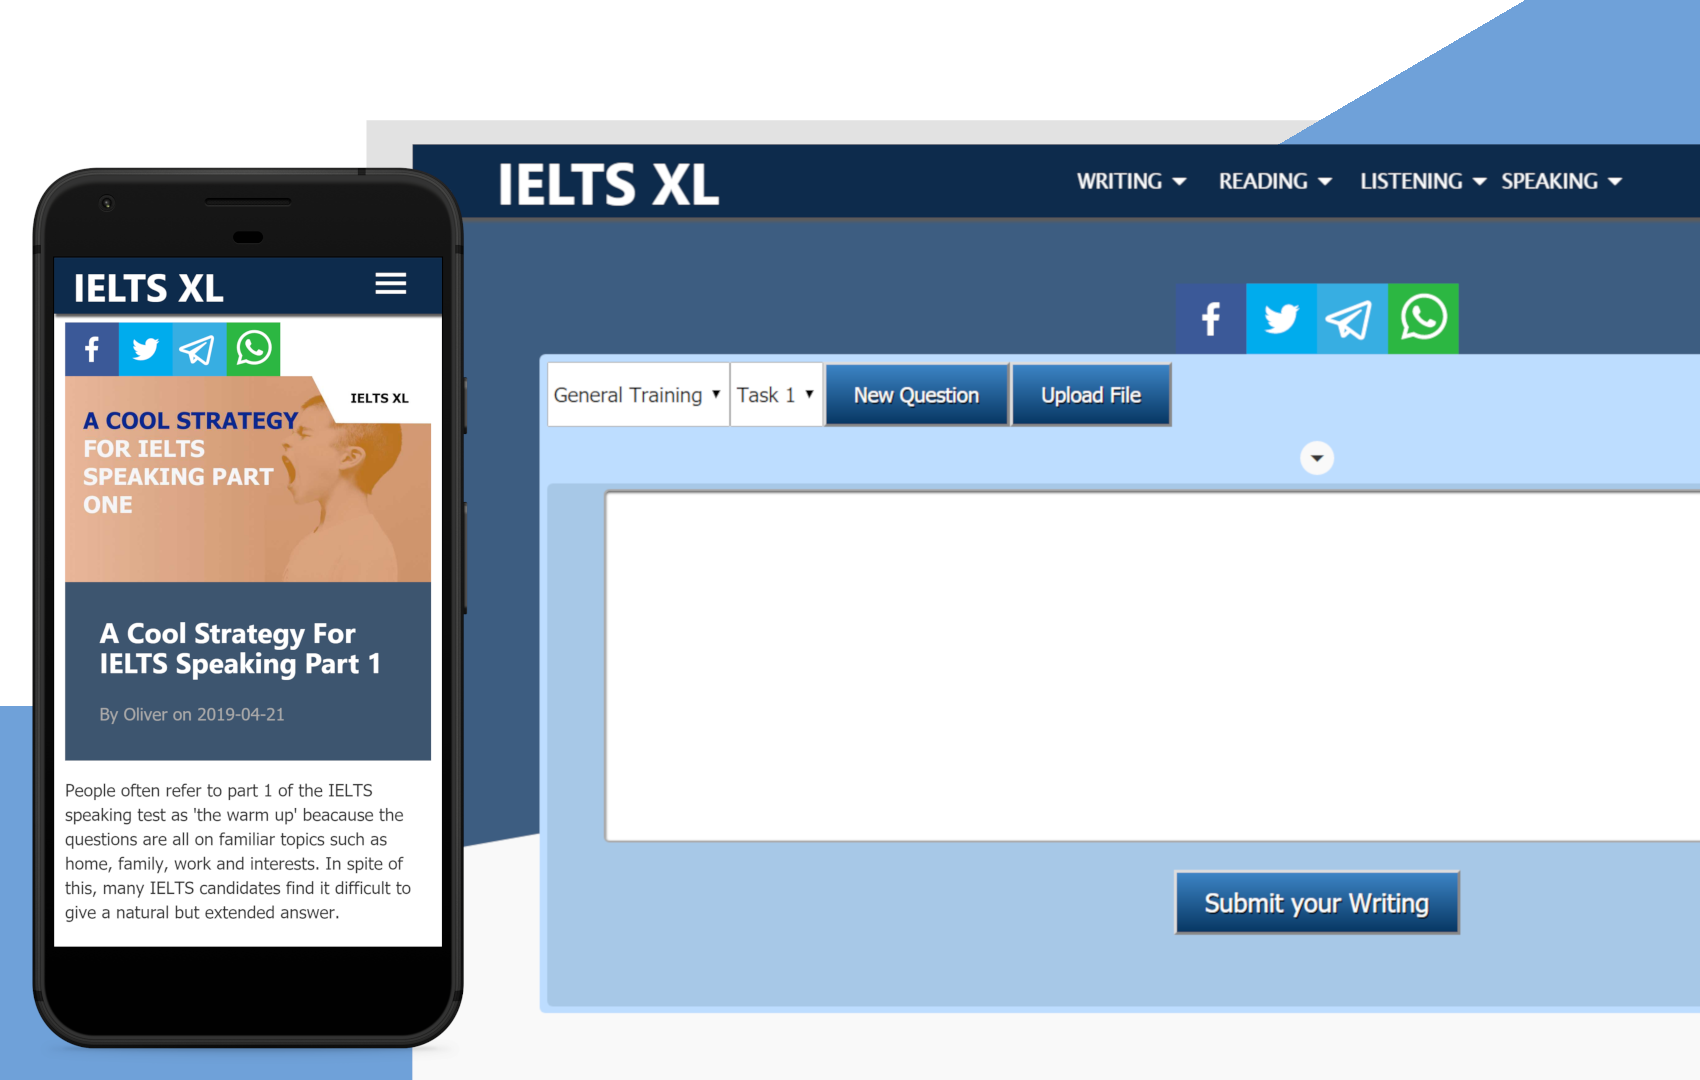 IELTS XL
WRITING READING LISTENING SPEAKING
General Training Task 1 New Question Upload File
Submit your Writing
IELTS XL
IELTS XL
A COOL STRATEGY
FOR IELTS
SPEAKING PART
ONE
A Cool Strategy For
IELTS Speaking Part 1
By Oliver on 2019-04-21
People often refer to part 1 of the IELTS
speaking test as 'the warm up' beacause the
questions are all on familiar topics such as
home, family, work and interests. In spite of
this, many IELTS candidates find it difficult to
give a natural but extended answer.